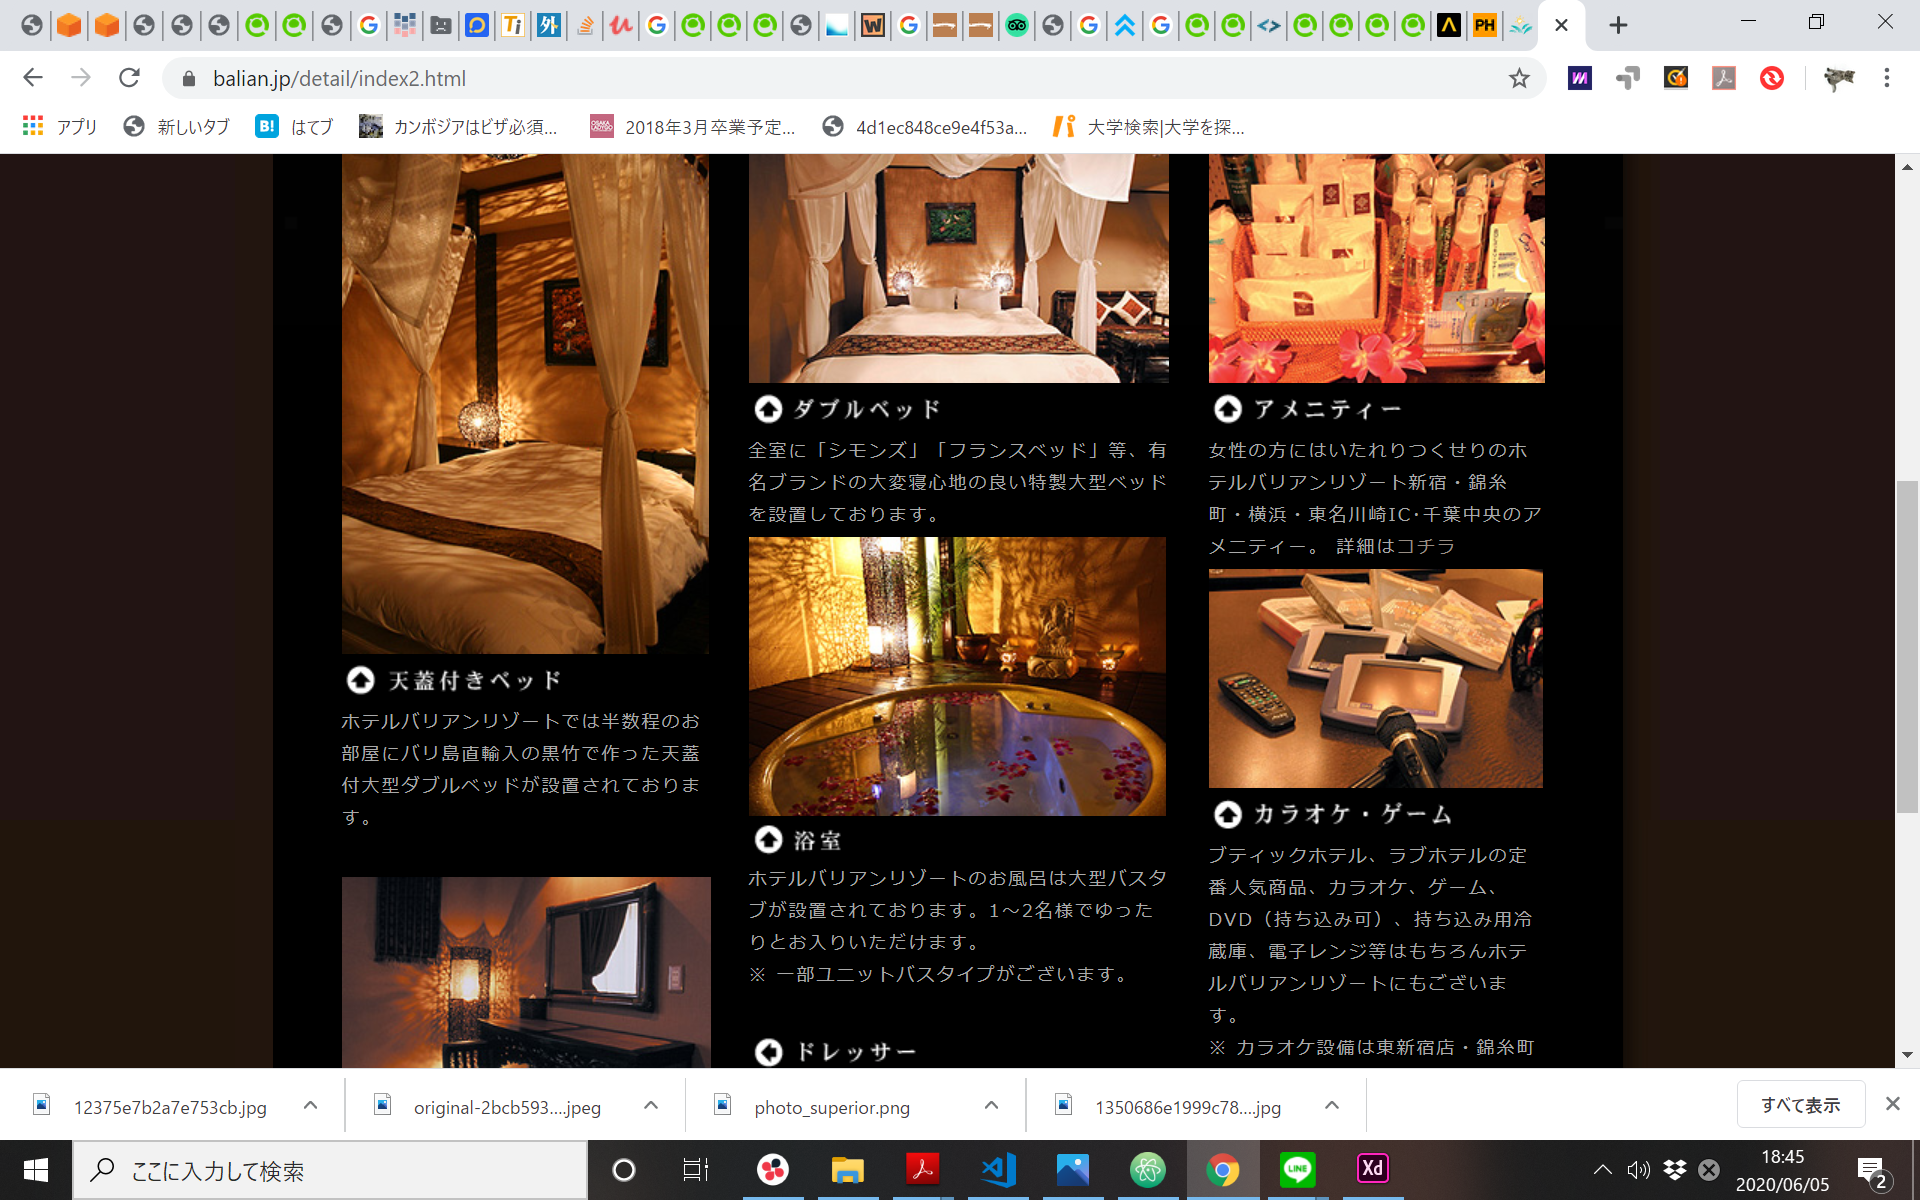 balian.jp/detail/index2.html
アプリ
新しいタブ
はてブ
カンボジアはビザ必須...
2018年3月卒業予定...
4d1ec848ce9e4f53a...
大学検索|大学を探...
天蓋付きベッド
ホテルバリアンリゾートでは半数程のお
部屋にバリ島直輸入の黒竹で作った天蓋
付大型ダブルベッドが設置されておりま
す。
ダブルベッド
全室に「シモンズ」「フランスベッド」等、有
名ブランドの大変寝心地の良い特製大型ベッド
を設置しております。
浴室
ホテルバリアンリゾートのお風呂は大型バスタ
ブが設置されております。1～2名様でゆった
りとお入りいただけます。
※ 一部ユニットバスタイプがございます。
ドレッサー
アメニティー
女性の方にはいたれりつくせりのホ
テルバリアンリゾート新宿・錦糸
町・横浜・東名川崎IC･千葉中央のア
メニティー。 詳細はコチラ
カラオケ・ゲーム
ブティックホテル、ラブホテルの定
番人気商品、カラオケ、ゲーム、
DVD（持ち込み可）、持ち込み用冷
蔵庫、電子レンジ等はもちろんホテ
ルバリアンリゾートにもございま
す。
※ カラオケ設備は東新宿店・錦糸町
12375e7b2a7e753cb.jpg
original-2bcb593....jpeg
photo_superior.png
1350686e1999c78....jpg
すべて表示
ここに入力して検索
18:45
2020/06/05
2